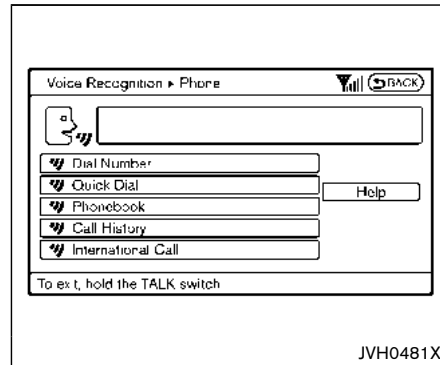 Voice Recognition ▸ Phone BACK
Dial Number
Quick Dial
Help
Phonebook
Call History
International Call
To exit, hold the TALK switch
JVH0481X